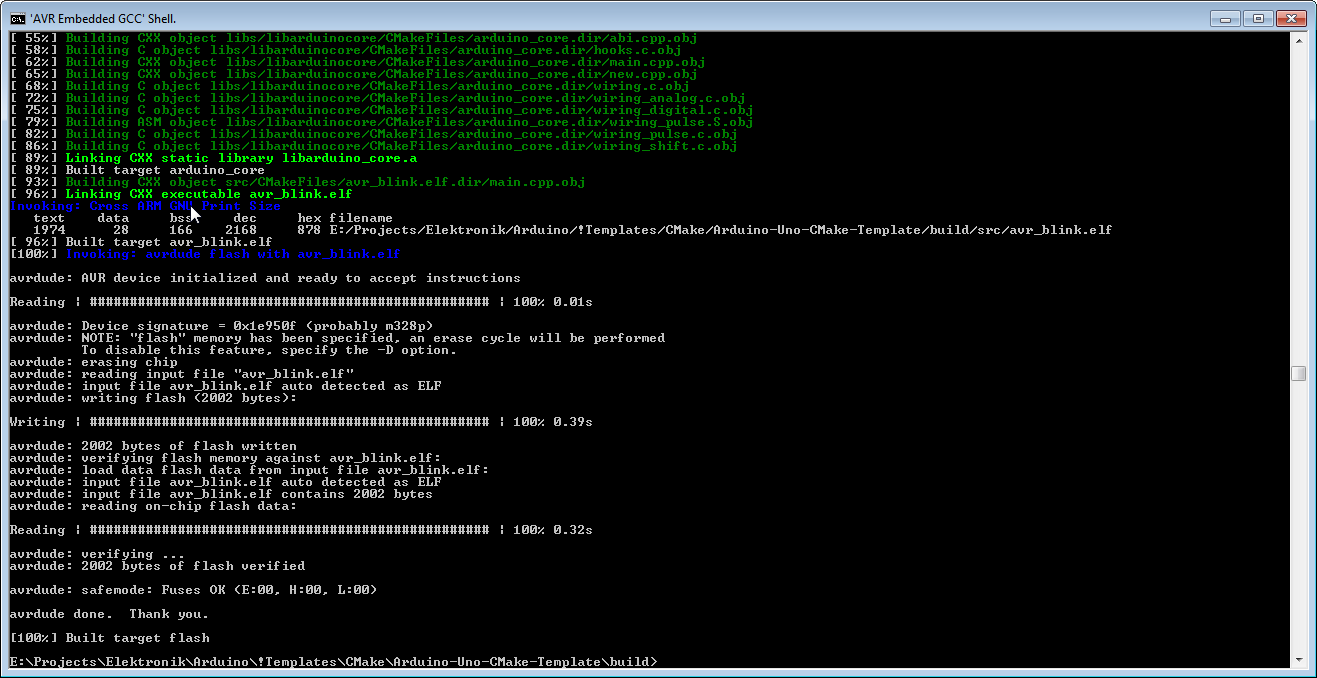 'AVR Embedded GCC' Shell.
[ 55%] Building CXX object libs/libarduinocore/CMakeFiles/arduino_core.dir/abi.cpp.obj
[ 58%] Building C object libs/libarduinocore/CMakeFiles/arduino_core.dir/hooks.c.obj
[ 62%] Building CXX object libs/libarduinocore/CMakeFiles/arduino_core.dir/main.cpp.obj
[ 65%] Building CXX object libs/libarduinocore/CMakeFiles/arduino_core.dir/new.cpp.obj
[ 68%] Building C object libs/libarduinocore/CMakeFiles/arduino_core.dir/wiring.c.obj
[ 72%] Building C object libs/libarduinocore/CMakeFiles/arduino_core.dir/wiring_analog.c.obj
[ 75%] Building C object libs/libarduinocore/CMakeFiles/arduino_core.dir/wiring_digital.c.obj
[ 79%] Building ASM object libs/libarduinocore/CMakeFiles/arduino_core.dir/wiring_pulse.S.obj
[ 82%] Building C object libs/libarduinocore/CMakeFiles/arduino_core.dir/wiring_pulse.c.obj
[ 86%] Building C object libs/libarduinocore/CMakeFiles/arduino_core.dir/wiring_shift.c.obj
[ 89%] Linking CXX static library libarduino_core.a
[ 89%] Built target arduino_core
[ 93%] Building CXX object src/CMakeFiles/avr_blink.elf.dir/main.cpp.obj
[ 96%] Linking CXX executable avr_blink.elf
Invoking: Cross ARM GNU Print Size
text data bss dec hex filename
1974 28 166 2168 878 E:/Projects/Elektronik/Arduino/!Templates/CMake/Arduino-Uno-CMake-Template/build/src/avr_blink.elf
[ 96%] Built target avr_blink.elf
[100%] Invoking: avrdude flash with avr_blink.elf
avrdude: AVR device initialized and ready to accept instructions
Reading | ################################################## | 100% 0.01s
avrdude: Device signature = 0x1e950f (probably m328p)
avrdude: NOTE: "flash" memory has been specified, an erase cycle will be performed
To disable this feature, specify the -D option.
avrdude: erasing chip
avrdude: reading input file "avr_blink.elf"
avrdude: input file avr_blink.elf auto detected as ELF
avrdude: writing flash (2002 bytes):
Writing | ################################################## | 100% 0.39s
avrdude: 2002 bytes of flash written
avrdude: verifying flash memory against avr_blink.elf:
avrdude: load data flash data from input file avr_blink.elf:
avrdude: input file avr_blink.elf auto detected as ELF
avrdude: input file avr_blink.elf contains 2002 bytes
avrdude: reading on-chip flash data:
Reading | ################################################## | 100% 0.32s
avrdude: verifying ...
avrdude: 2002 bytes of flash verified
avrdude: safemode: Fuses OK (E:00, H:00, L:00)
avrdude done. Thank you.
[100%] Built target flash
E:\Projects\Elektronik\Arduino\!Templates\CMake\Arduino-Uno-CMake-Template\build>